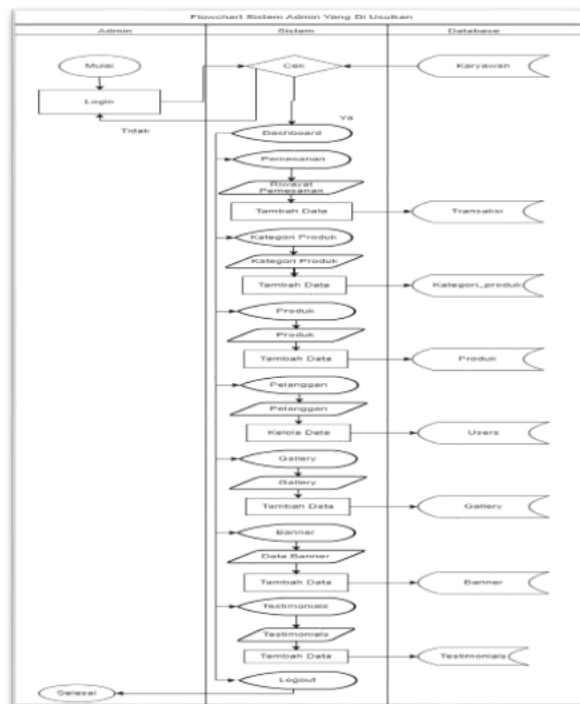 Flowchart Sistem Admin Yang Di Usulkan
Admin Sistem Database
Mulai Cek Karyawan
Login
Tidak Ya
Dashboard
Pemesanan
Riwayat
Pemesanan
Tambah Data Transaksi
Kategori Produk
Kategori Produk
Tambah Data Kategori_produk
Produk
Produk
Tambah Data Produk
Pelanggan
Pelanggan
Kelola Data Users
Gallery
Gallery
Tambah Data Gallery
Banner
Data Banner
Tambah Data Banner
Testimonials
Testimonials
Tambah Data Testimonials
Logout
Selesai